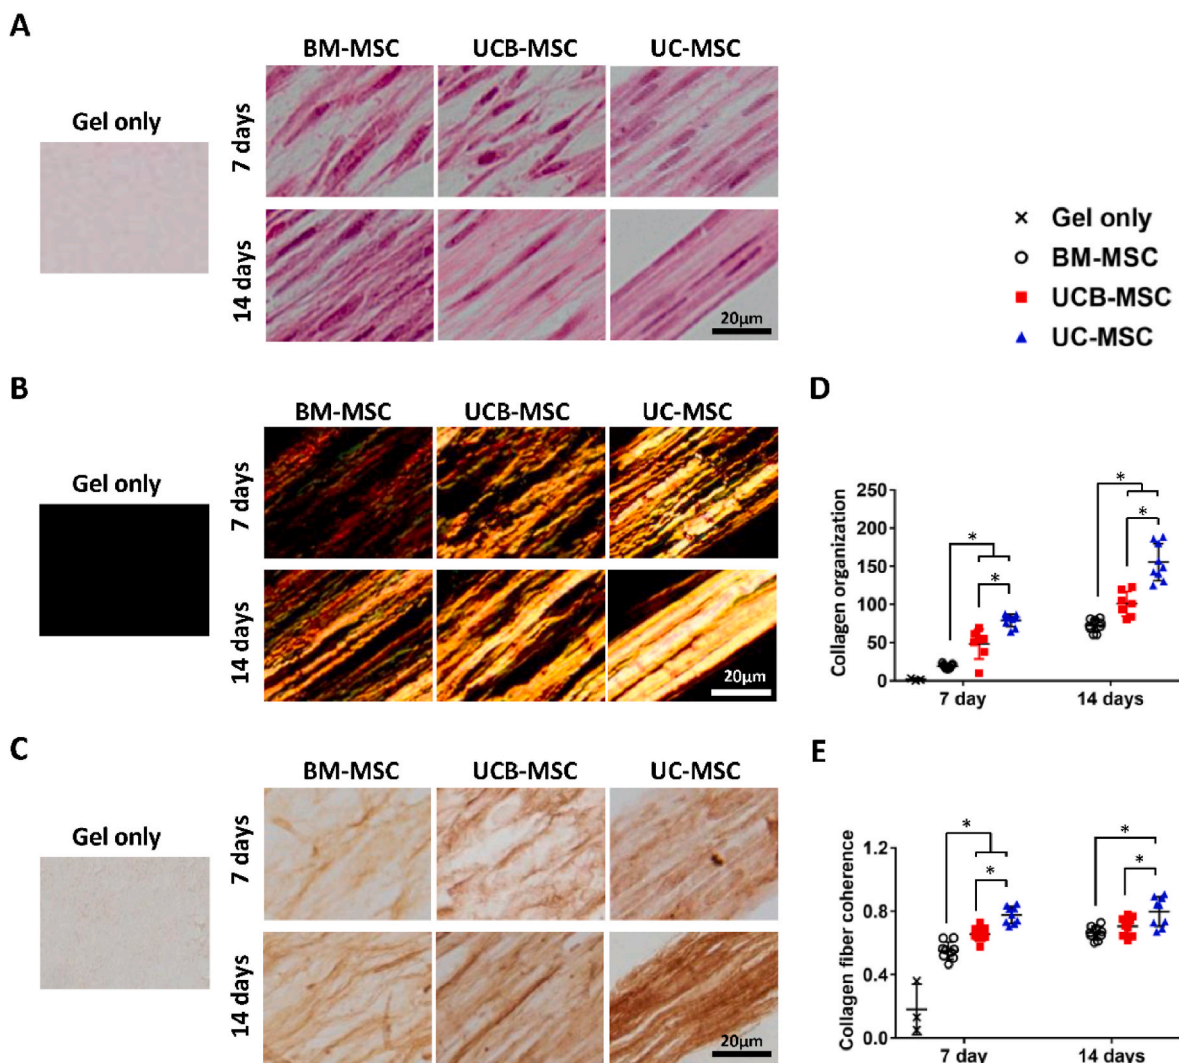 A
BM-MSC UCB-MSC UC-MSC
Gel only
7 days
14 days
20μm
× Gel only
BM-MSC
UCB-MSC
UC-MSC
B
BM-MSC UCB-MSC UC-MSC
Gel only
7 days
14 days
20μm
D
Collagen organization
250
200
150
100
50
0
* * * *
7 day 14 days
C
BM-MSC UCB-MSC UC-MSC
Gel only
7 days
14 days
20μm
E
Collagen fiber coherence
1.2
0.8
0.4
0.0
* * * *
7 day 14 days